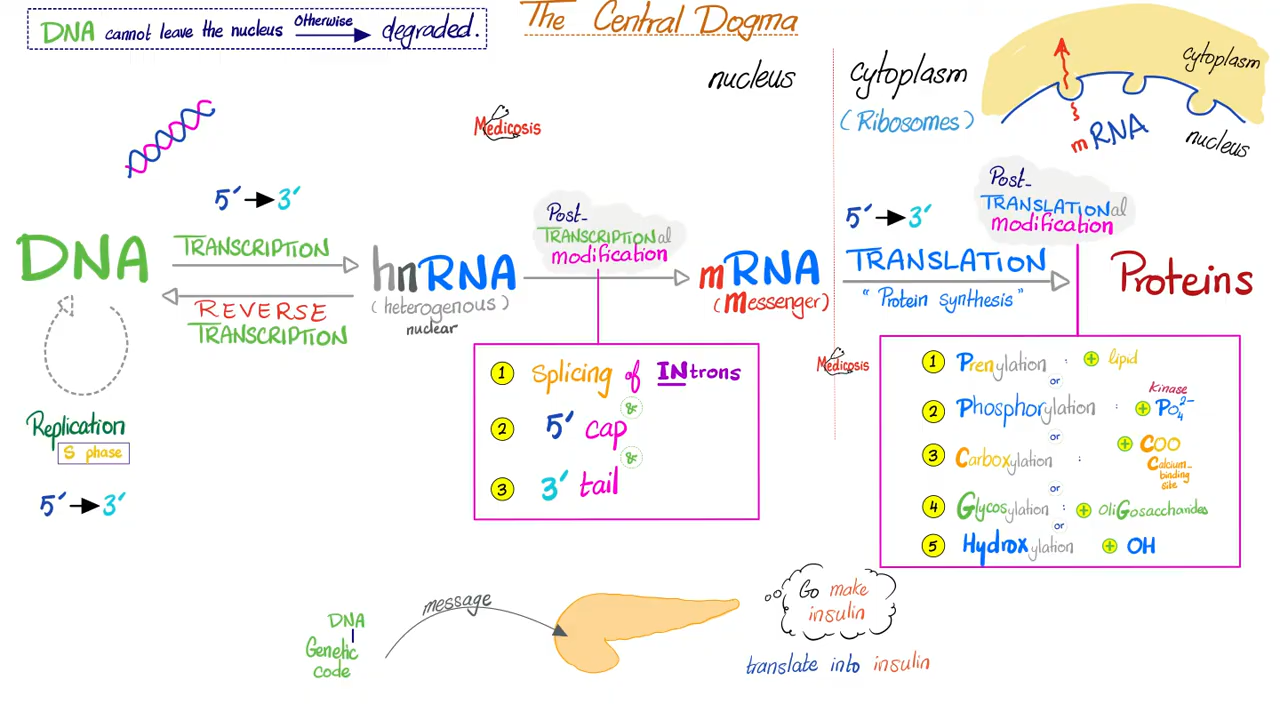 The Central Dogma
DNA cannot leave the nucleus Otherwise degraded.
nucleus
cytoplasm
(Ribosomes)
cytoplasm
mRNA
nucleus
Medicosis
5′ → 3′
DNA
TRANSCRIPTION
REVERSE
TRANSCRIPTION
hnRNA
(heterogenous)
nuclear
Post-
TRANSCRIPTIONal
modification
mRNA
(messenger)
5′ → 3′
TRANSLATION
"Protein synthesis"
Post-
TRANSLATIONal
modification
Proteins
Replication
S phase
5′ → 3′
1 Splicing of INtrons
&
2 5′ cap
&
3 3′ tail
Medicosis
1 Prenylation : + lipid
or
Kinase
2 Phosphorylation : + PO4 2−
or
3 Carboxylation : + COO
Calcium-
binding
site
or
4 Glycosylation : + OliGosaccharides
or
5 Hydroxylation + OH
DNA
Genetic
code
message
Go make
insulin
translate into insulin